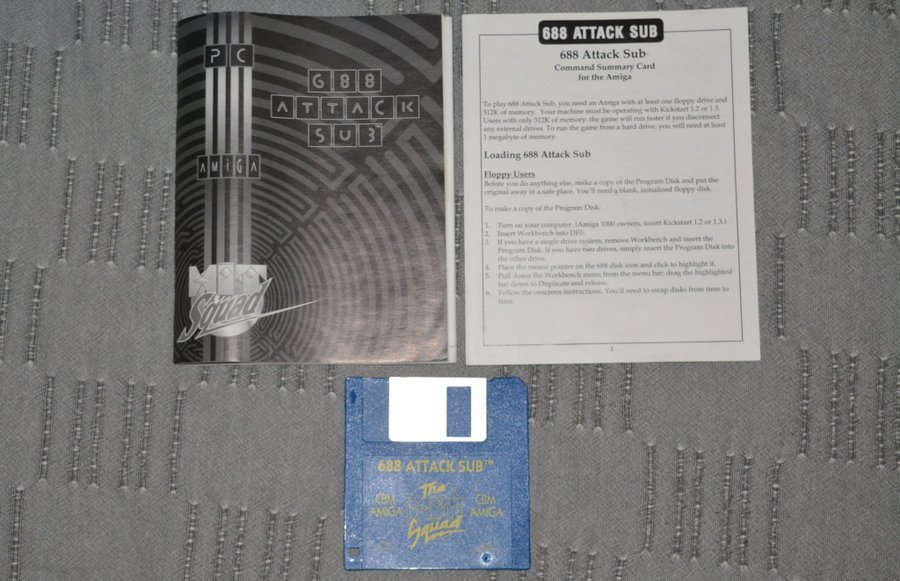 PC
AMIGA
688
ATTACK
SUB
HIT
Squad
688 ATTACK SUB
688 Attack Sub
Command Summary Card
for the Amiga
To play 688 Attack Sub, you need an Amiga with at least one floppy drive and
512K of memory. Your machine must be operating with Kickstart 1.2 or 1.3.
Users with only 512K of memory: the game will run faster if you disconnect
any external drives. To run the game from a hard drive, you will need at least
1 megabyte of memory.
Loading 688 Attack Sub
Floppy Users
Before you do anything else, make a copy of the Program Disk and put the
original away in a safe place. You'll need a blank, initialized floppy disk.
To make a copy of the Program Disk:
1. Turn on your computer. (Amiga 1000 owners, insert Kickstart 1.2 or 1.3.)
2. Insert Workbench into DF0.
3. If you have a single drive system, remove Workbench and insert the
Program Disk. If you have two drives, simply insert the Program Disk into
the other drive.
4. Place the mouse pointer on the 688 disk icon and click to highlight it.
5. Pull down the Workbench menu from the menu bar; drag the highlighted
bar down to Duplicate and release.
6. Follow the onscreen instructions. You'll need to swap disks from time to
time.
1
688 ATTACK SUB™
CBM
AMIGA
The
Squad
CBM
AMIGA